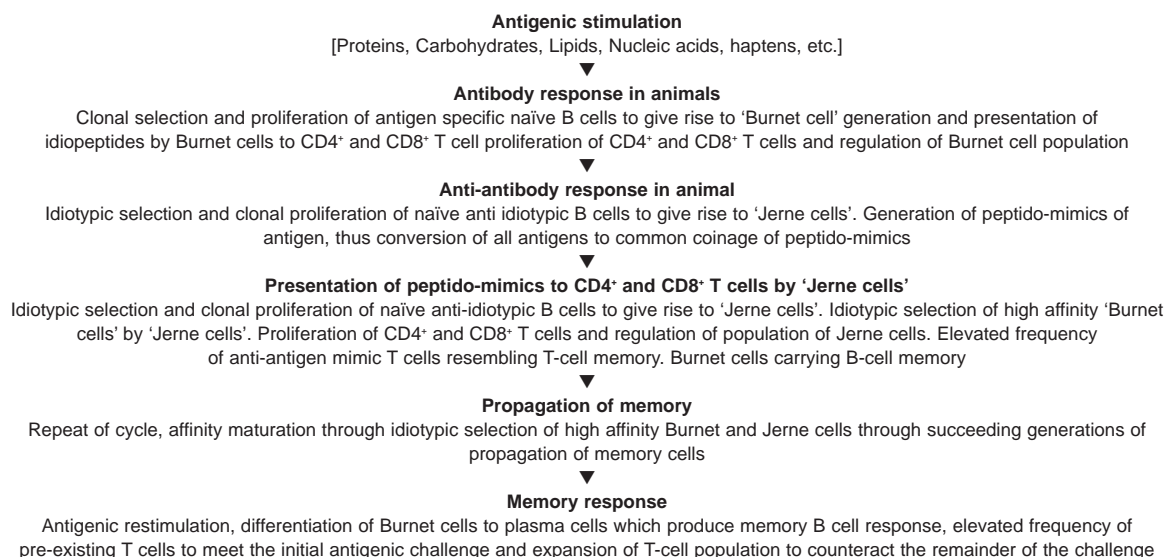 Antigenic stimulation
[Proteins, Carbohydrates, Lipids, Nucleic acids, haptens, etc.]
Antibody response in animals
Clonal selection and proliferation of antigen specific naïve B cells to give rise to ‘Burnet cell’ generation and presentation of
idiopeptides by Burnet cells to CD4⁺ and CD8⁺ T cell proliferation of CD4⁺ and CD8⁺ T cells and regulation of Burnet cell population
Anti-antibody response in animal
Idiotypic selection and clonal proliferation of naïve anti idiotypic B cells to give rise to ‘Jerne cells’. Generation of peptido-mimics of
antigen, thus conversion of all antigens to common coinage of peptido-mimics
Presentation of peptido-mimics to CD4⁺ and CD8⁺ T cells by ‘Jerne cells’
Idiotypic selection and clonal proliferation of naïve anti-idiotypic B cells to give rise to ‘Jerne cells’. Idiotypic selection of high affinity ‘Burnet
cells’ by ‘Jerne cells’. Proliferation of CD4⁺ and CD8⁺ T cells and regulation of population of Jerne cells. Elevated frequency
of anti-antigen mimic T cells resembling T-cell memory. Burnet cells carrying B-cell memory
Propagation of memory
Repeat of cycle, affinity maturation through idiotypic selection of high affinity Burnet and Jerne cells through succeeding generations of
propagation of memory cells
Memory response
Antigenic restimulation, differentiation of Burnet cells to plasma cells which produce memory B cell response, elevated frequency of
pre-existing T cells to meet the initial antigenic challenge and expansion of T-cell population to counteract the remainder of the challenge